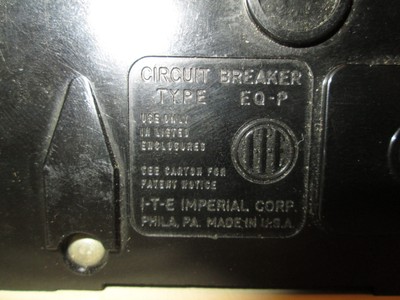 CIRCUIT BREAKER
TYPE EQ-P
USE ONLY
IN LISTED
ENCLOSURES
SEE CARTON FOR
PATENT NOTICE
ITE
I-T-E IMPERIAL CORP.
PHILA, PA. MADE IN U.S.A.